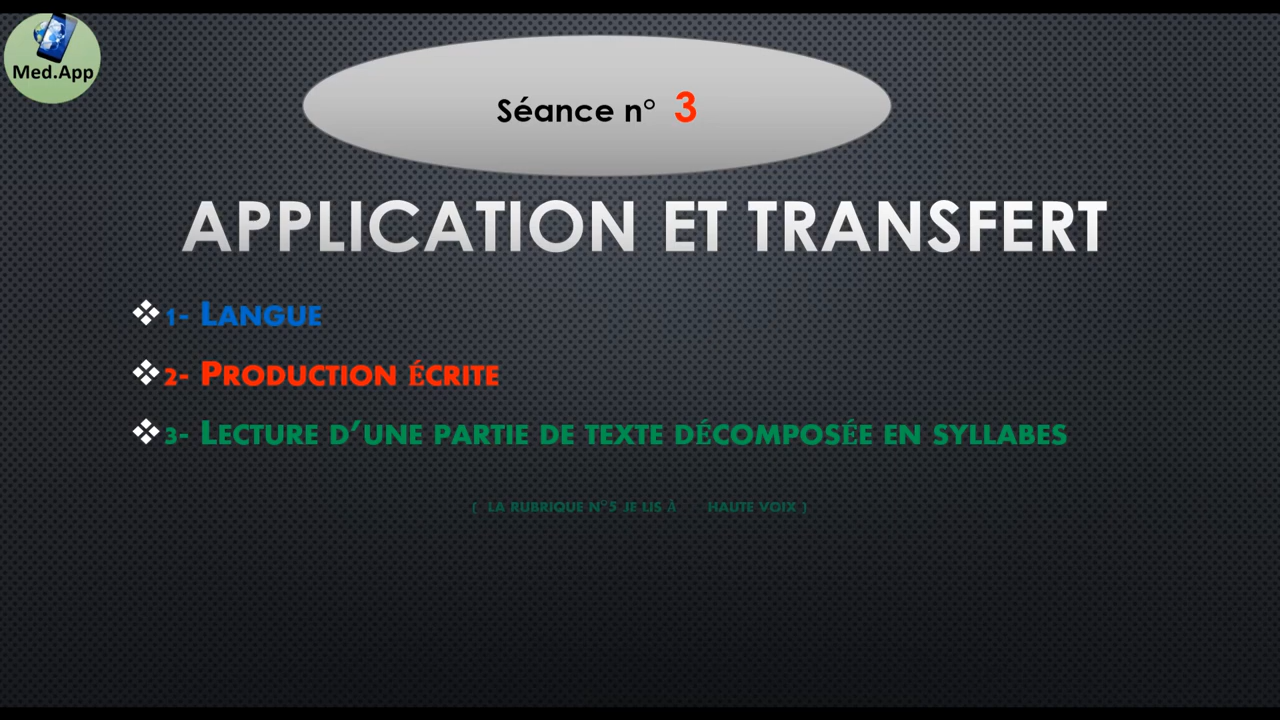 Med.App
Séance n° 3
APPLICATION ET TRANSFERT
❖1- LANGUE
❖2- PRODUCTION ÉCRITE
❖3- LECTURE D’UNE PARTIE DE TEXTE DÉCOMPOSÉE EN SYLLABES
( LA RUBRIQUE N°5 JE LIS À HAUTE VOIX )